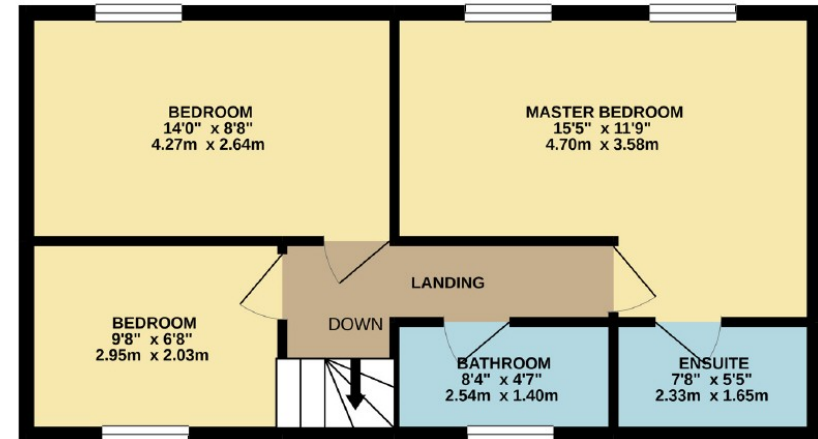 BEDROOM
14'0" x 8'8"
4.27m x 2.64m
MASTER BEDROOM
15'5" x 11'9"
4.70m x 3.58m
LANDING
DOWN
BEDROOM
9'8" x 6'8"
2.95m x 2.03m
BATHROOM
8'4" x 4'7"
2.54m x 1.40m
ENSUITE
7'8" x 5'5"
2.33m x 1.65m